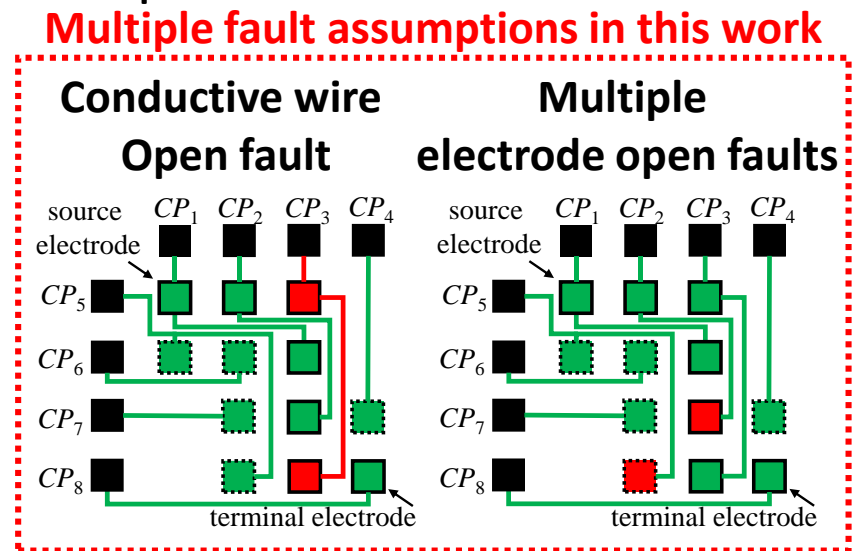 Multiple fault assumptions in this work
Conductive wire
Open fault
source
electrode
CP1 CP2 CP3 CP4
CP5
CP6
CP7
CP8
terminal electrode
Multiple
electrode open faults
source
electrode
CP1 CP2 CP3 CP4
CP5
CP6
CP7
CP8
terminal electrode